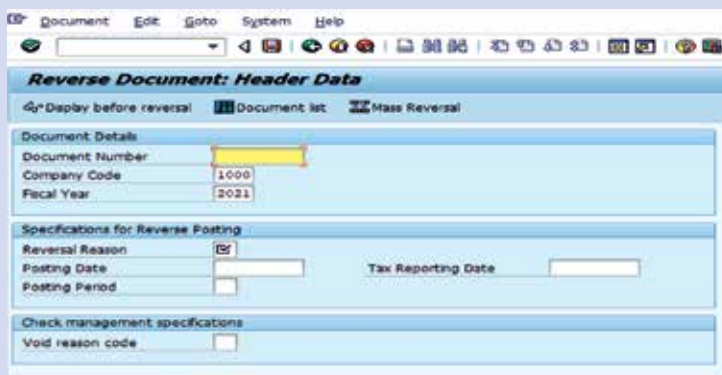 Document Edit Goto System Help
Reverse Document: Header Data
Display before reversal Document list Mass Reversal
Document Details
Document Number
Company Code 1000
Fiscal Year 2021
Specifications for Reverse Posting
Reversal Reason
Posting Date Tax Reporting Date
Posting Period
Check management specifications
Void reason code